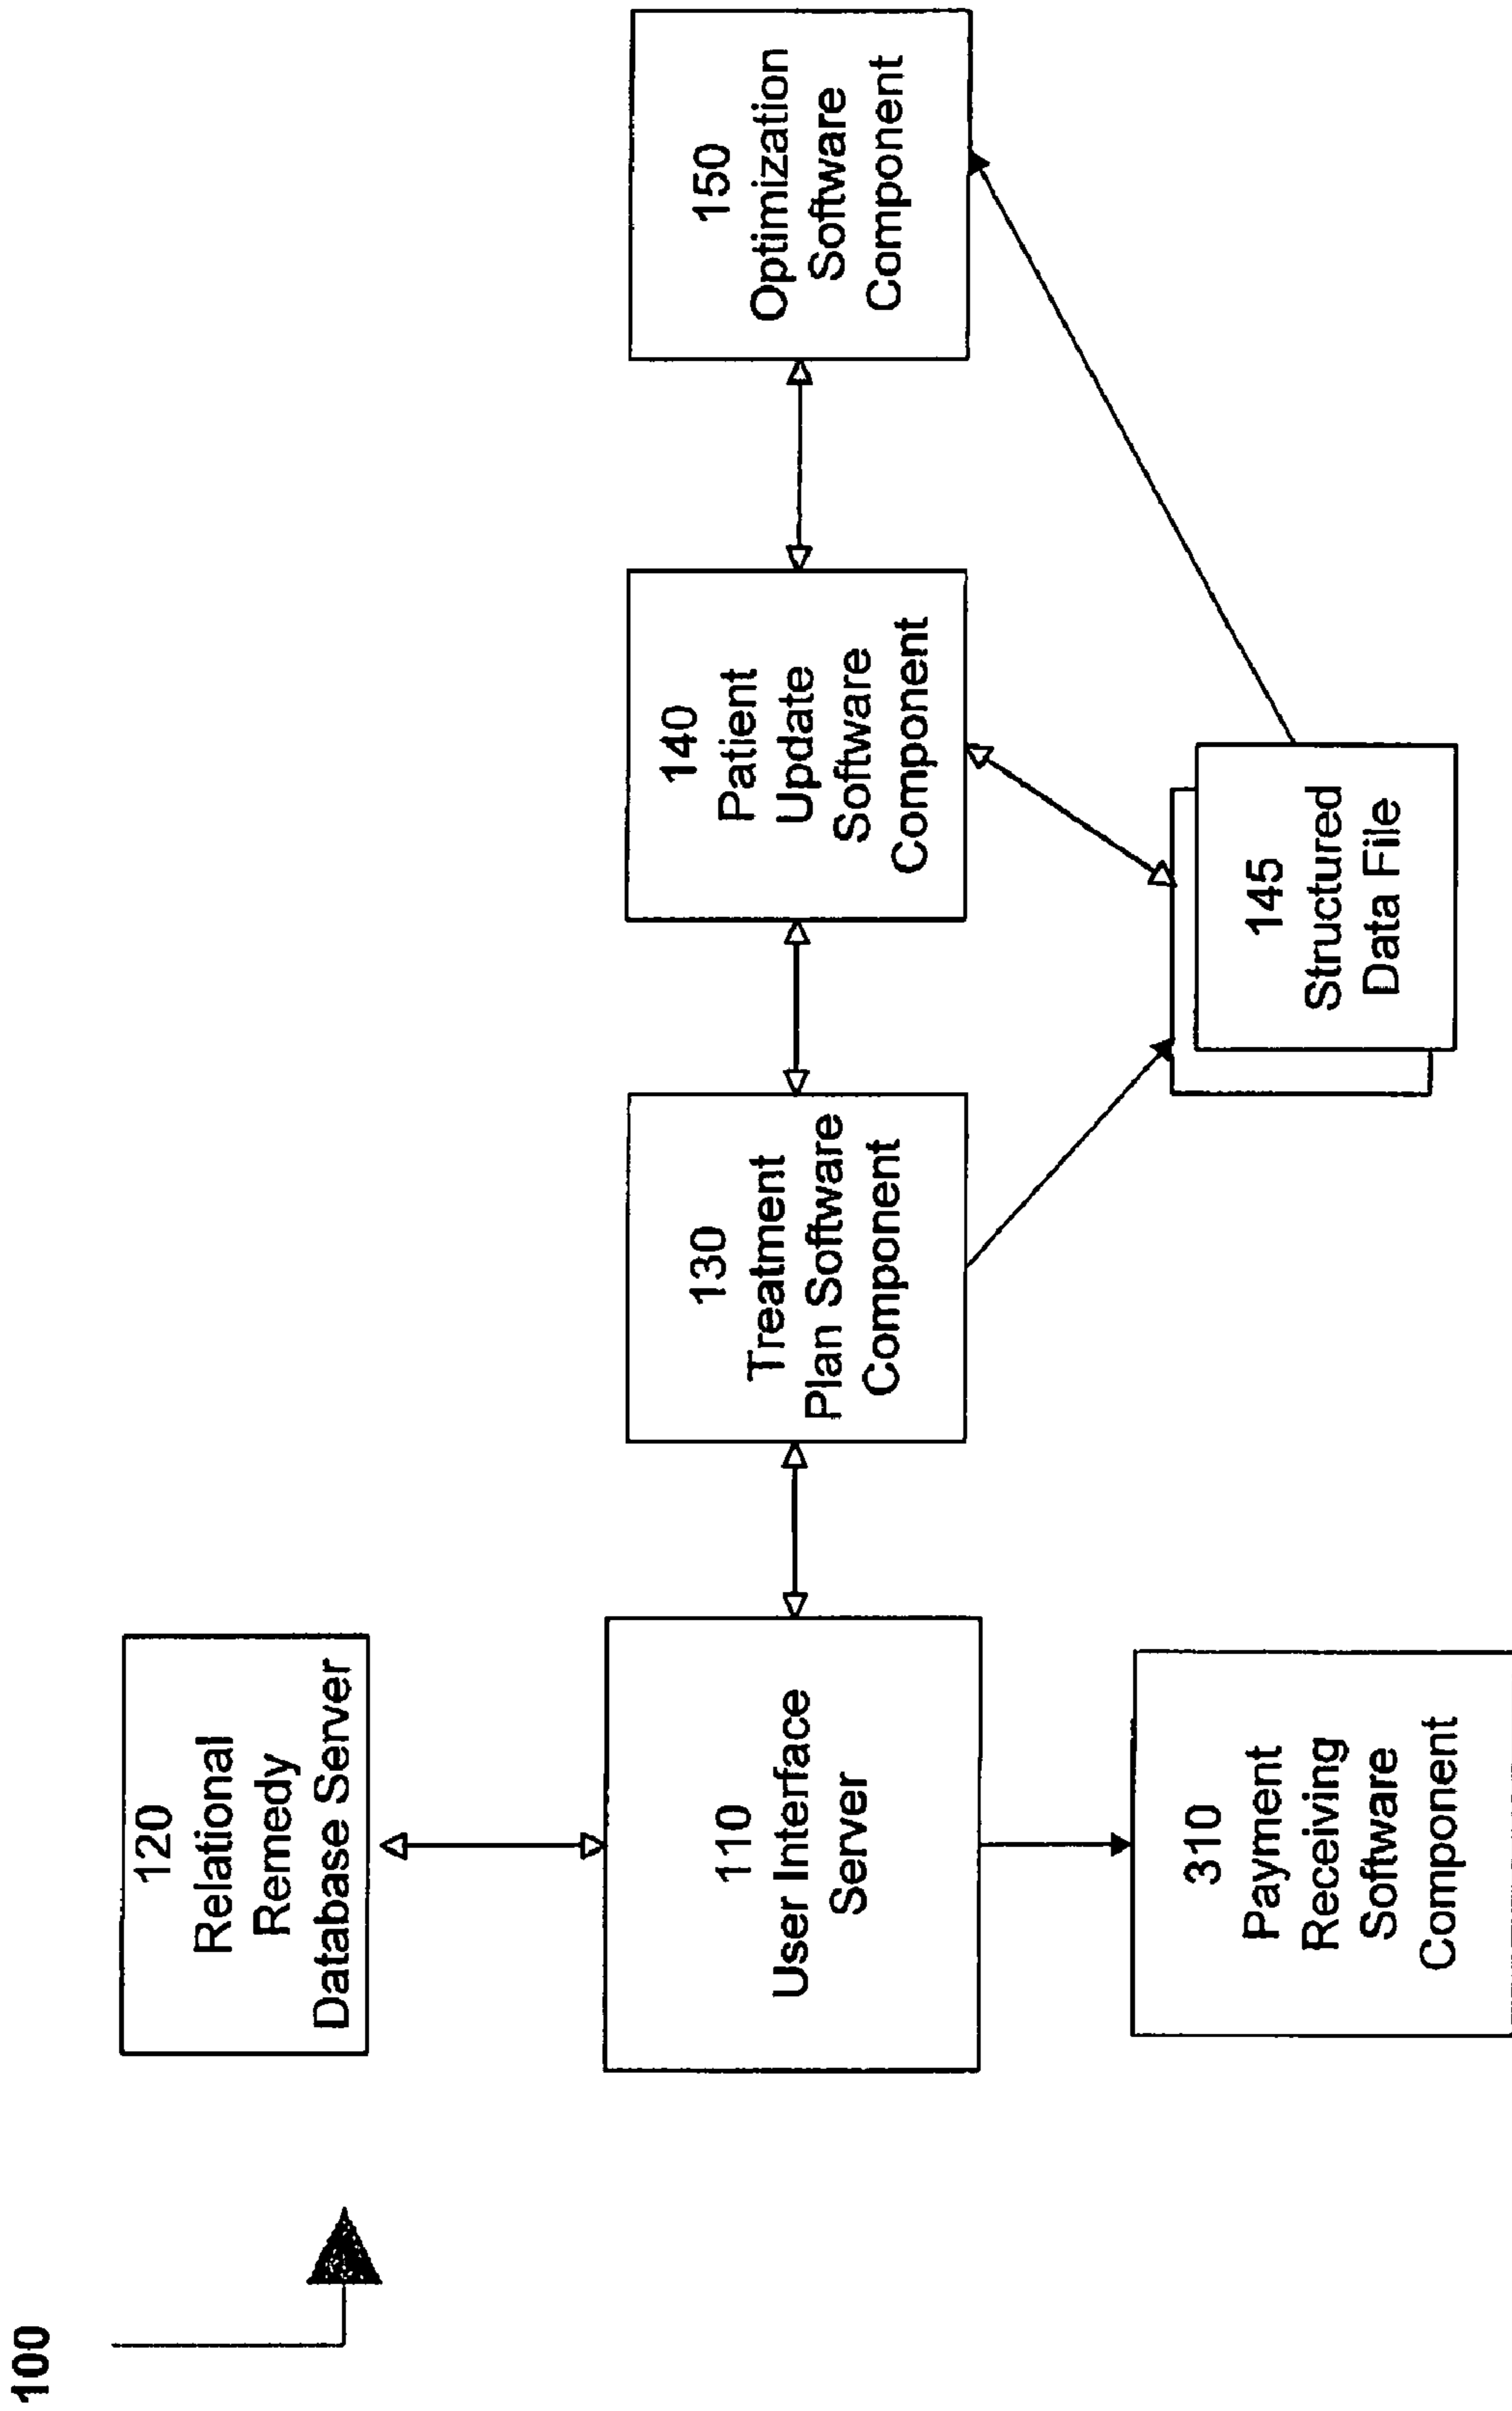 100
120
Relational
Remedy
Database Server
110
User Interface
Server
310
Payment
Receiving
Software
Component
130
Treatment
Plan Software
Component
140
Patient
Update
Software
Component
150
Optimization
Software
Component
145
Structured
Data File